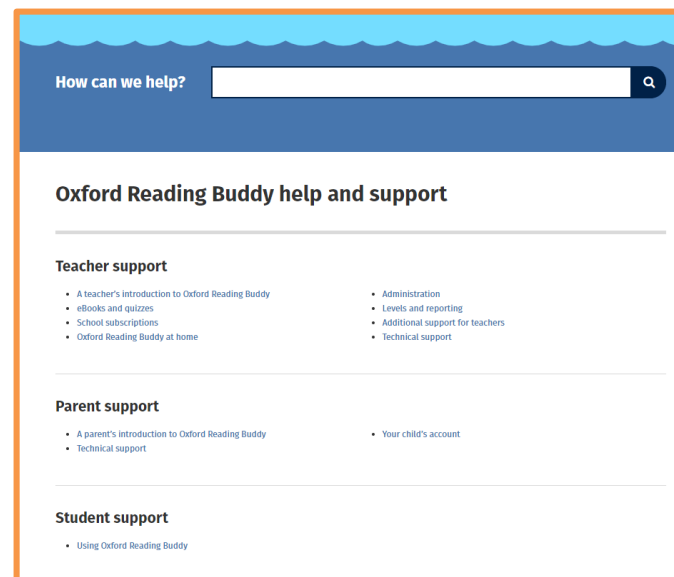 How can we help?
Oxford Reading Buddy help and support
Teacher support
• A teacher's introduction to Oxford Reading Buddy
• eBooks and quizzes
• School subscriptions
• Oxford Reading Buddy at home
• Administration
• Levels and reporting
• Additional support for teachers
• Technical support
Parent support
• A parent's introduction to Oxford Reading Buddy
• Technical support
• Your child's account
Student support
• Using Oxford Reading Buddy